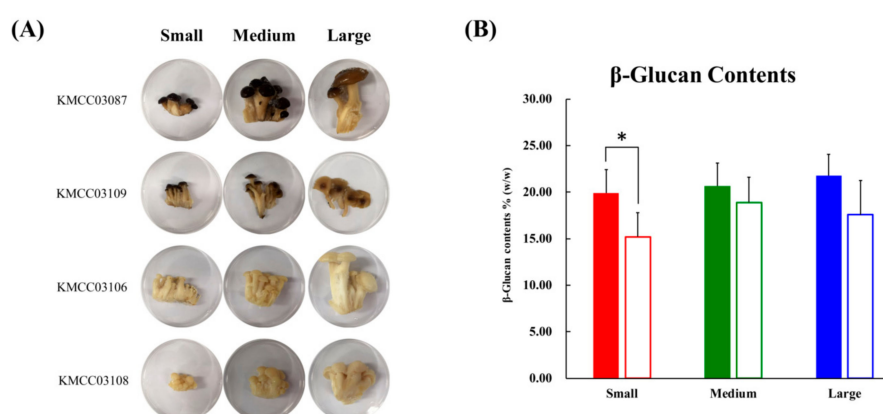 (A)
Small Medium Large
KMCC03087
KMCC03109
KMCC03106
KMCC03108
(B)
β-Glucan Contents
β-Glucan contents % (w/w)
30.00
25.00
20.00
15.00
10.00
5.00
0.00
*
Small Medium Large